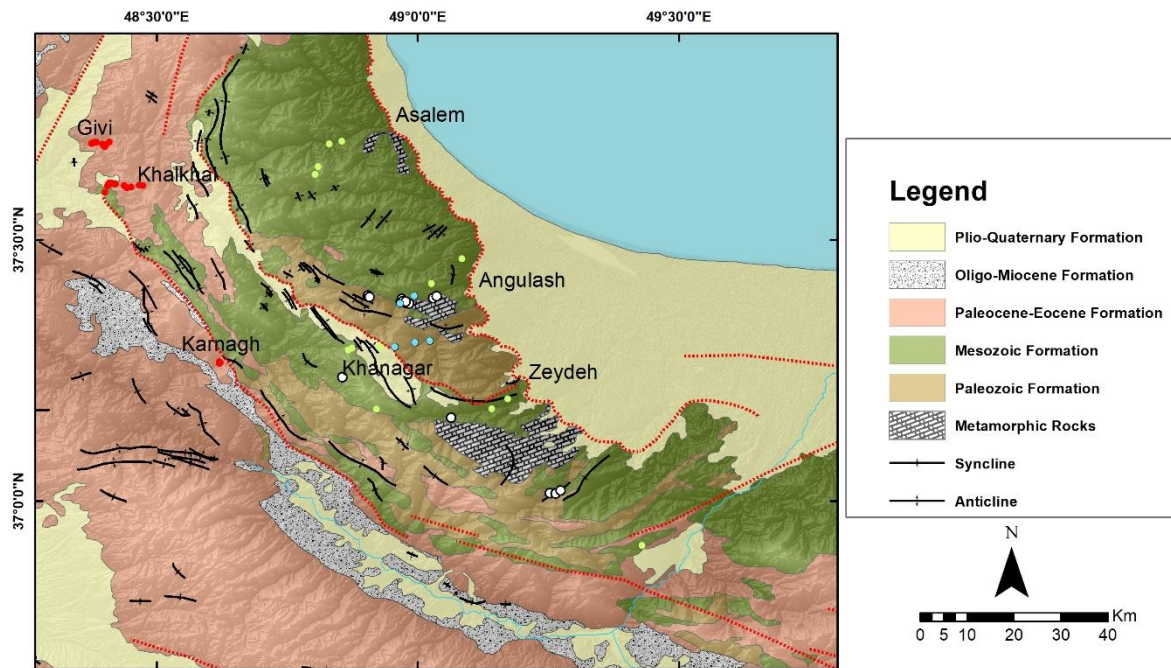 48°30'0"E
49°0'0"E
49°30'0"E
37°30'0"N
37°0'0"N
Asalem
Givi
Khalkhal
Angulash
Karnagh
Khanagar
Zeydeh
Legend
Plio-Quaternary Formation
Oligo-Miocene Formation
Paleocene-Eocene Formation
Mesozoic Formation
Paleozoic Formation
Metamorphic Rocks
Syncline
Anticline
N
Km
0 5 10 20 30 40